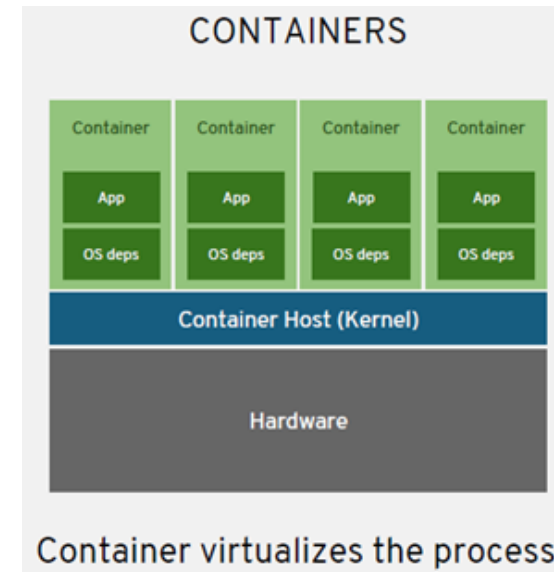 CONTAINERS
Container Container Container Container
App App App App
OS deps OS deps OS deps OS deps
Container Host (Kernel)
Hardware
Container virtualizes the process